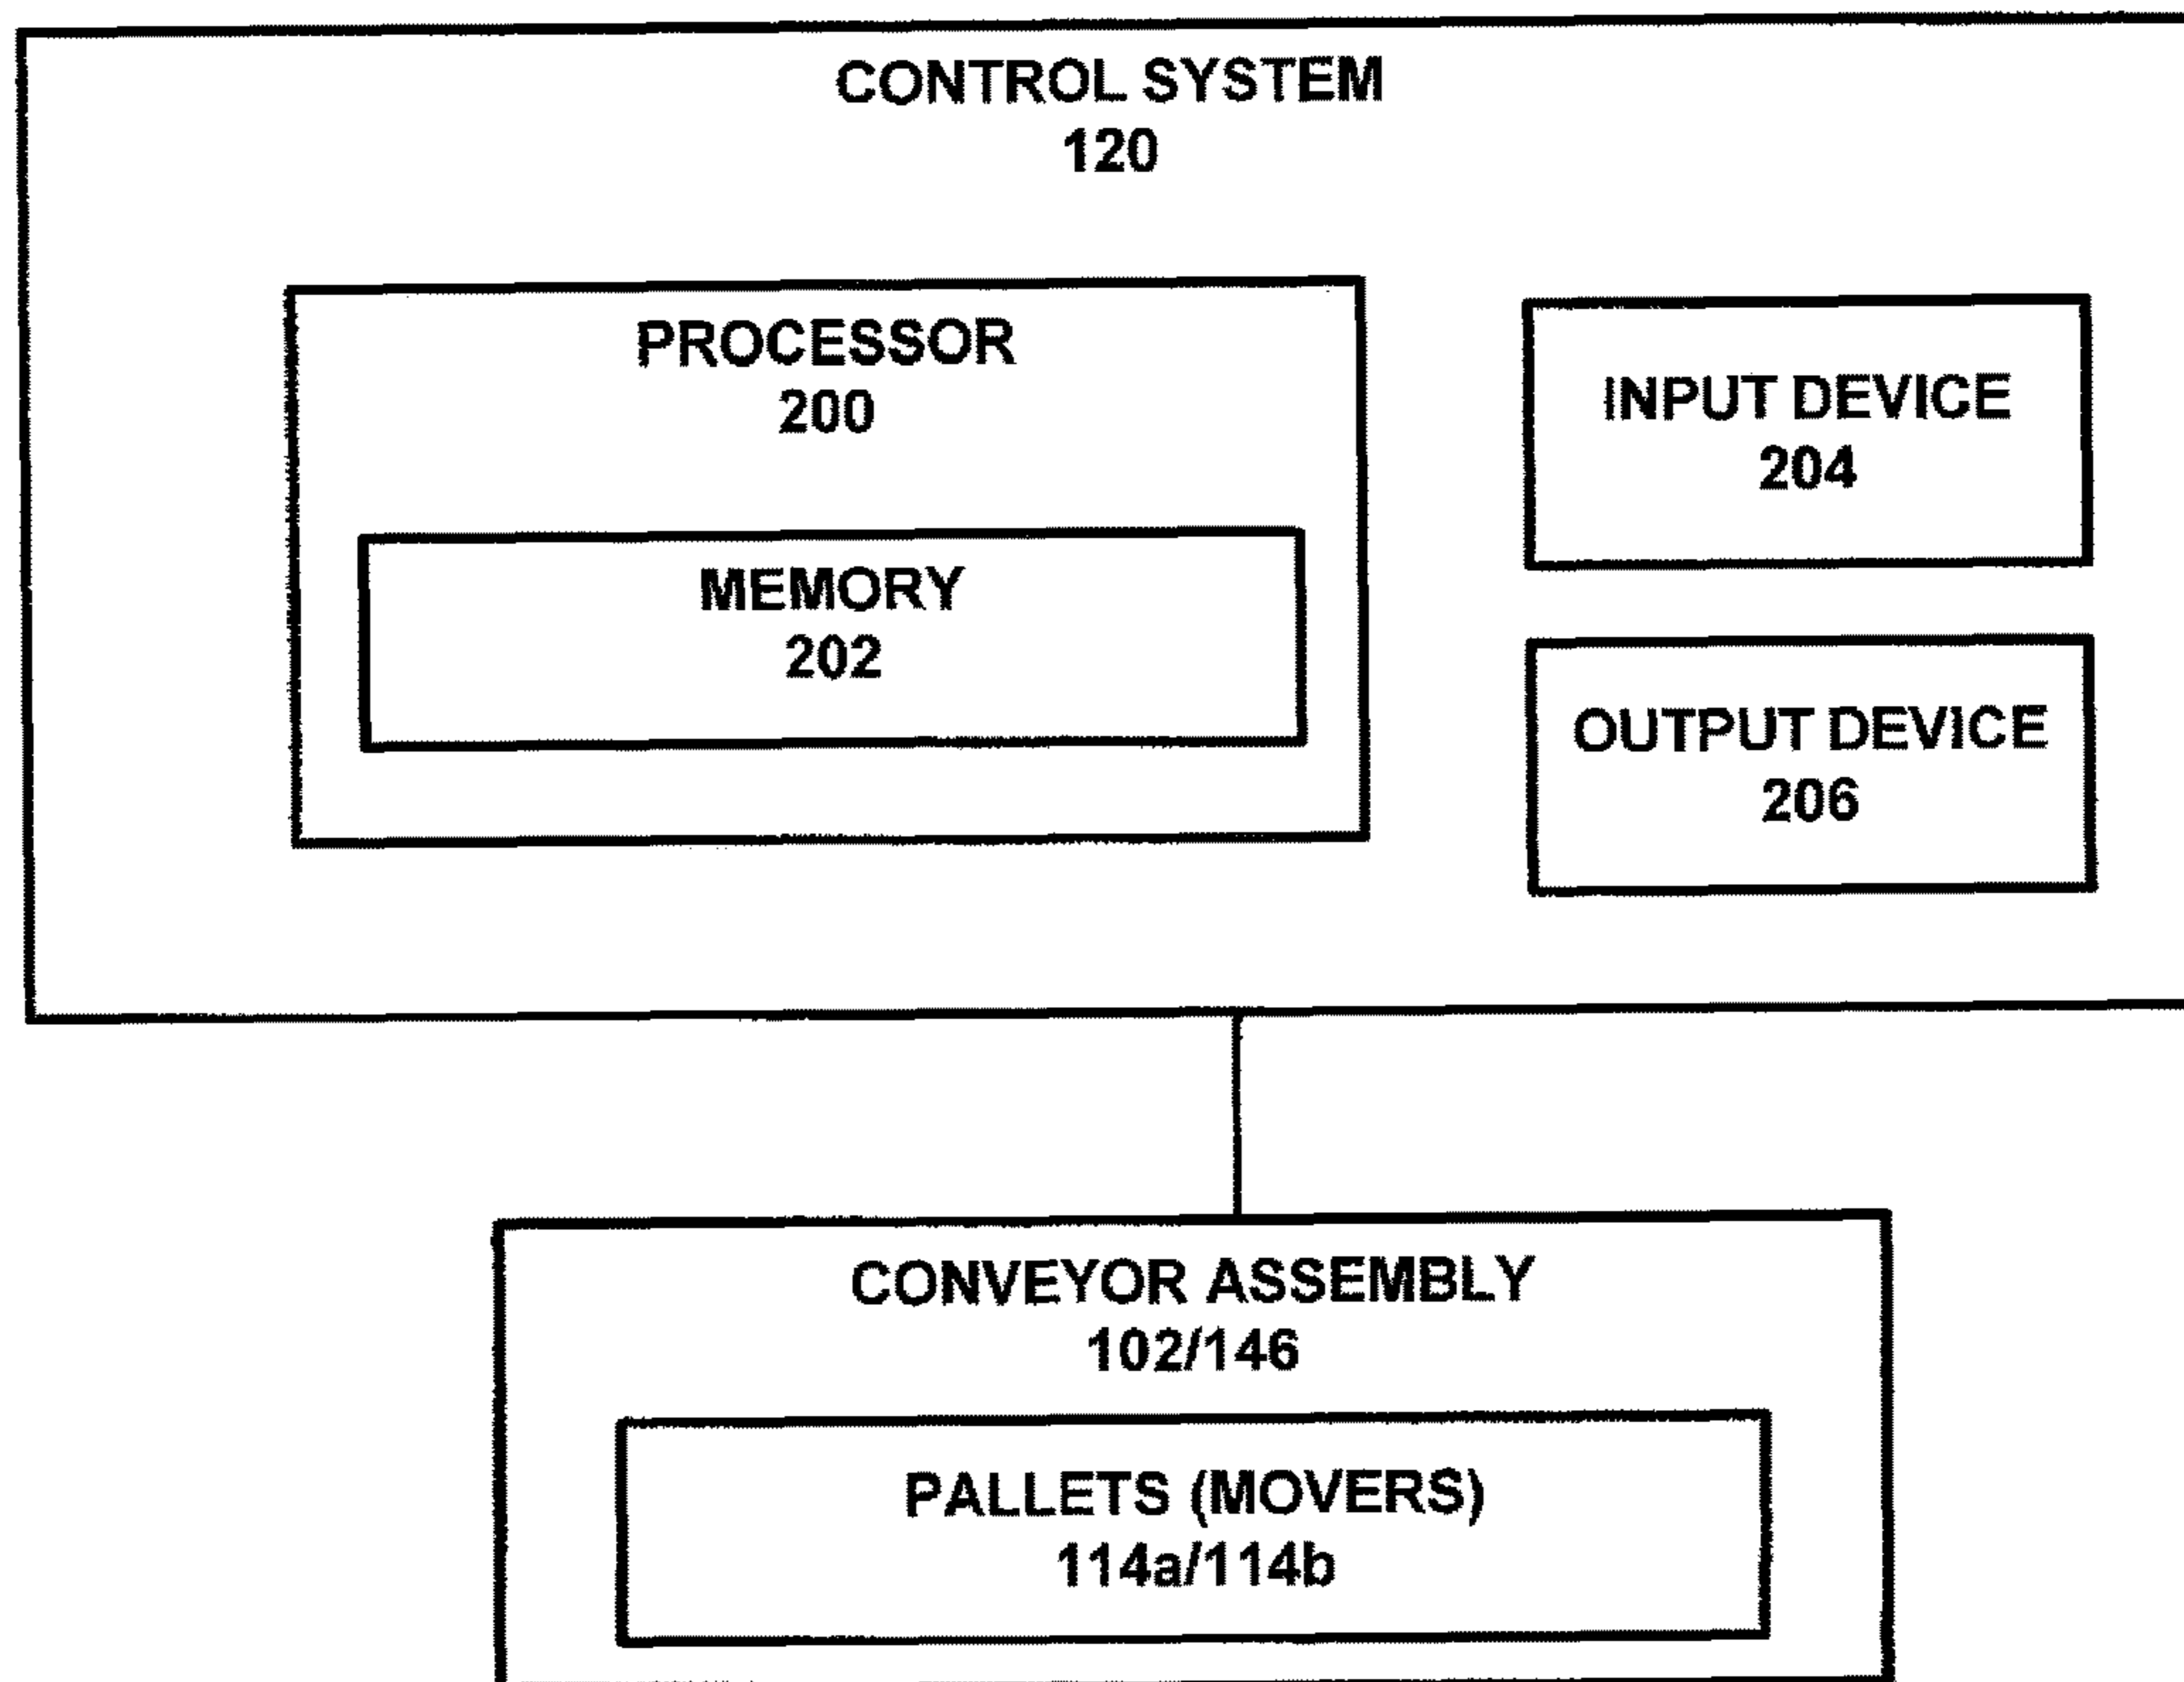 CONTROL SYSTEM
120
PROCESSOR
200
MEMORY
202
INPUT DEVICE
204
OUTPUT DEVICE
206
CONVEYOR ASSEMBLY
102/146
PALLETS (MOVERS)
114a/114b